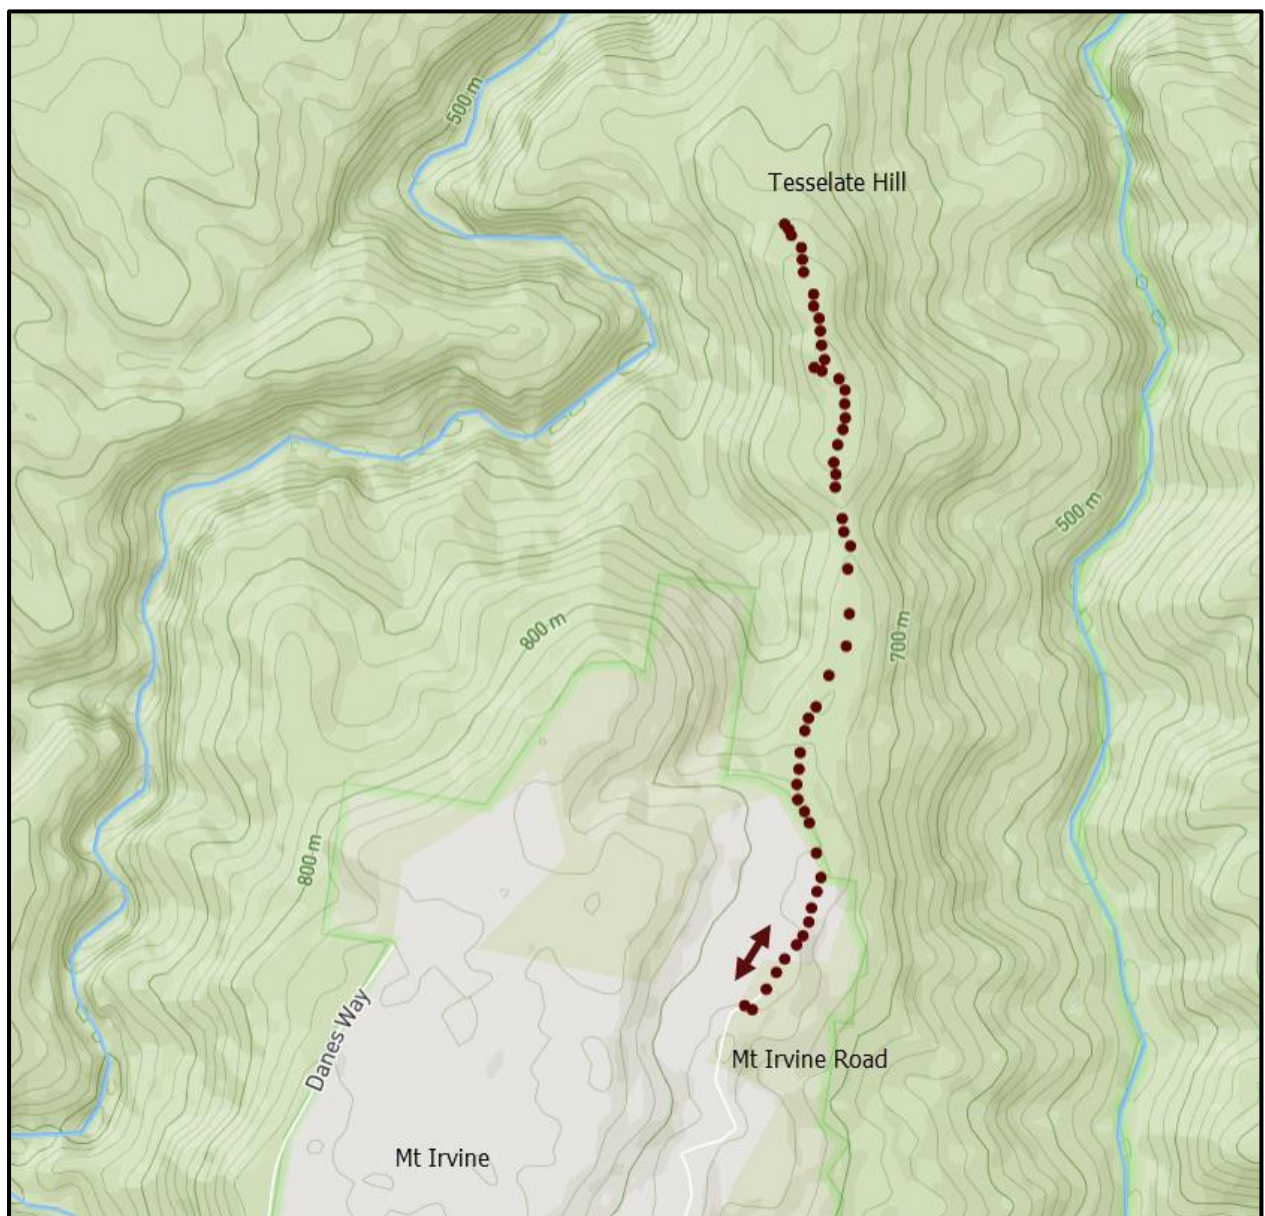 500 m
Tesselate Hill
500 m
800 m
700 m
800 m
Danes Way
Mt Irvine Road
Mt Irvine